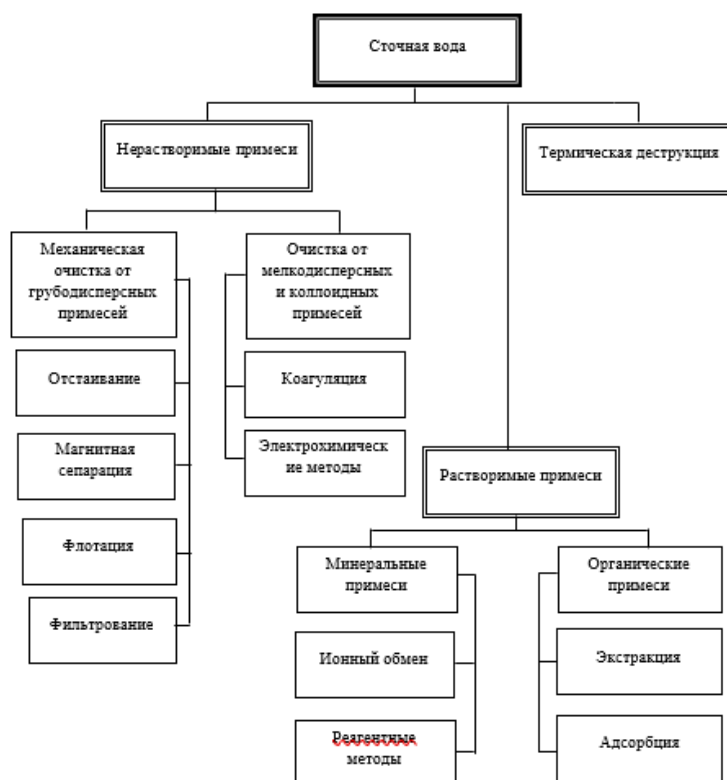 Сточная вода
Нерастворимые примеси
Термическая деструкция
Механическая
очистка от
грубодисперсных
примесей
Очистка от
мелкодисперсных
и коллоидных
примесей
Отстаивание
Коагуляция
Магнитная
сепарация
Электрохимическ
ие методы
Флотация
Фильтрование
Растворимые примеси
Минеральные
примеси
Органические
примеси
Ионный обмен
Экстракция
Реагентные
методы
Адсорбция